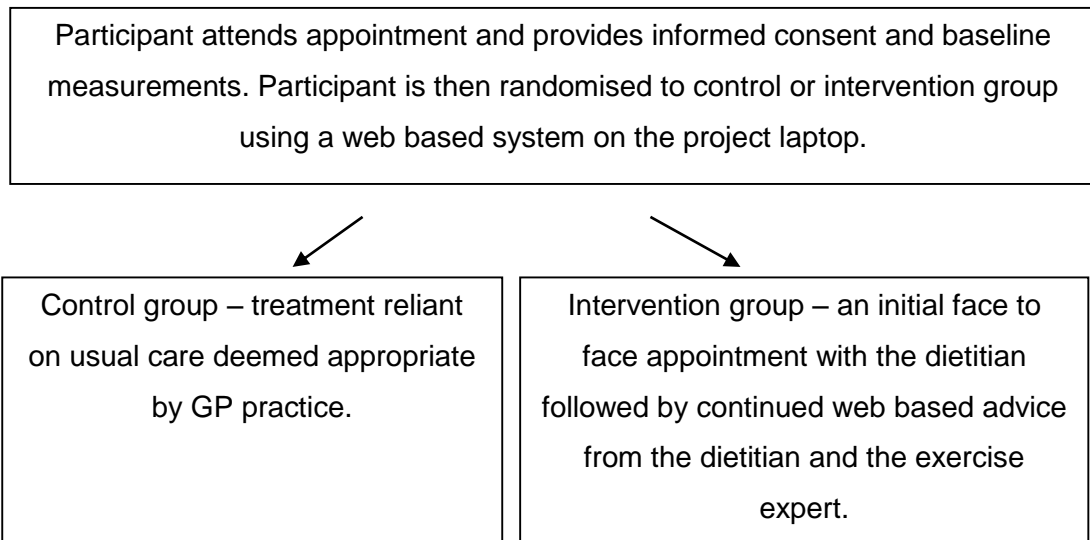 Participant attends appointment and provides informed consent and baseline
measurements. Participant is then randomised to control or intervention group
using a web based system on the project laptop.
Control group – treatment reliant
on usual care deemed appropriate
by GP practice.
Intervention group – an initial face to
face appointment with the dietitian
followed by continued web based advice
from the dietitian and the exercise
expert.